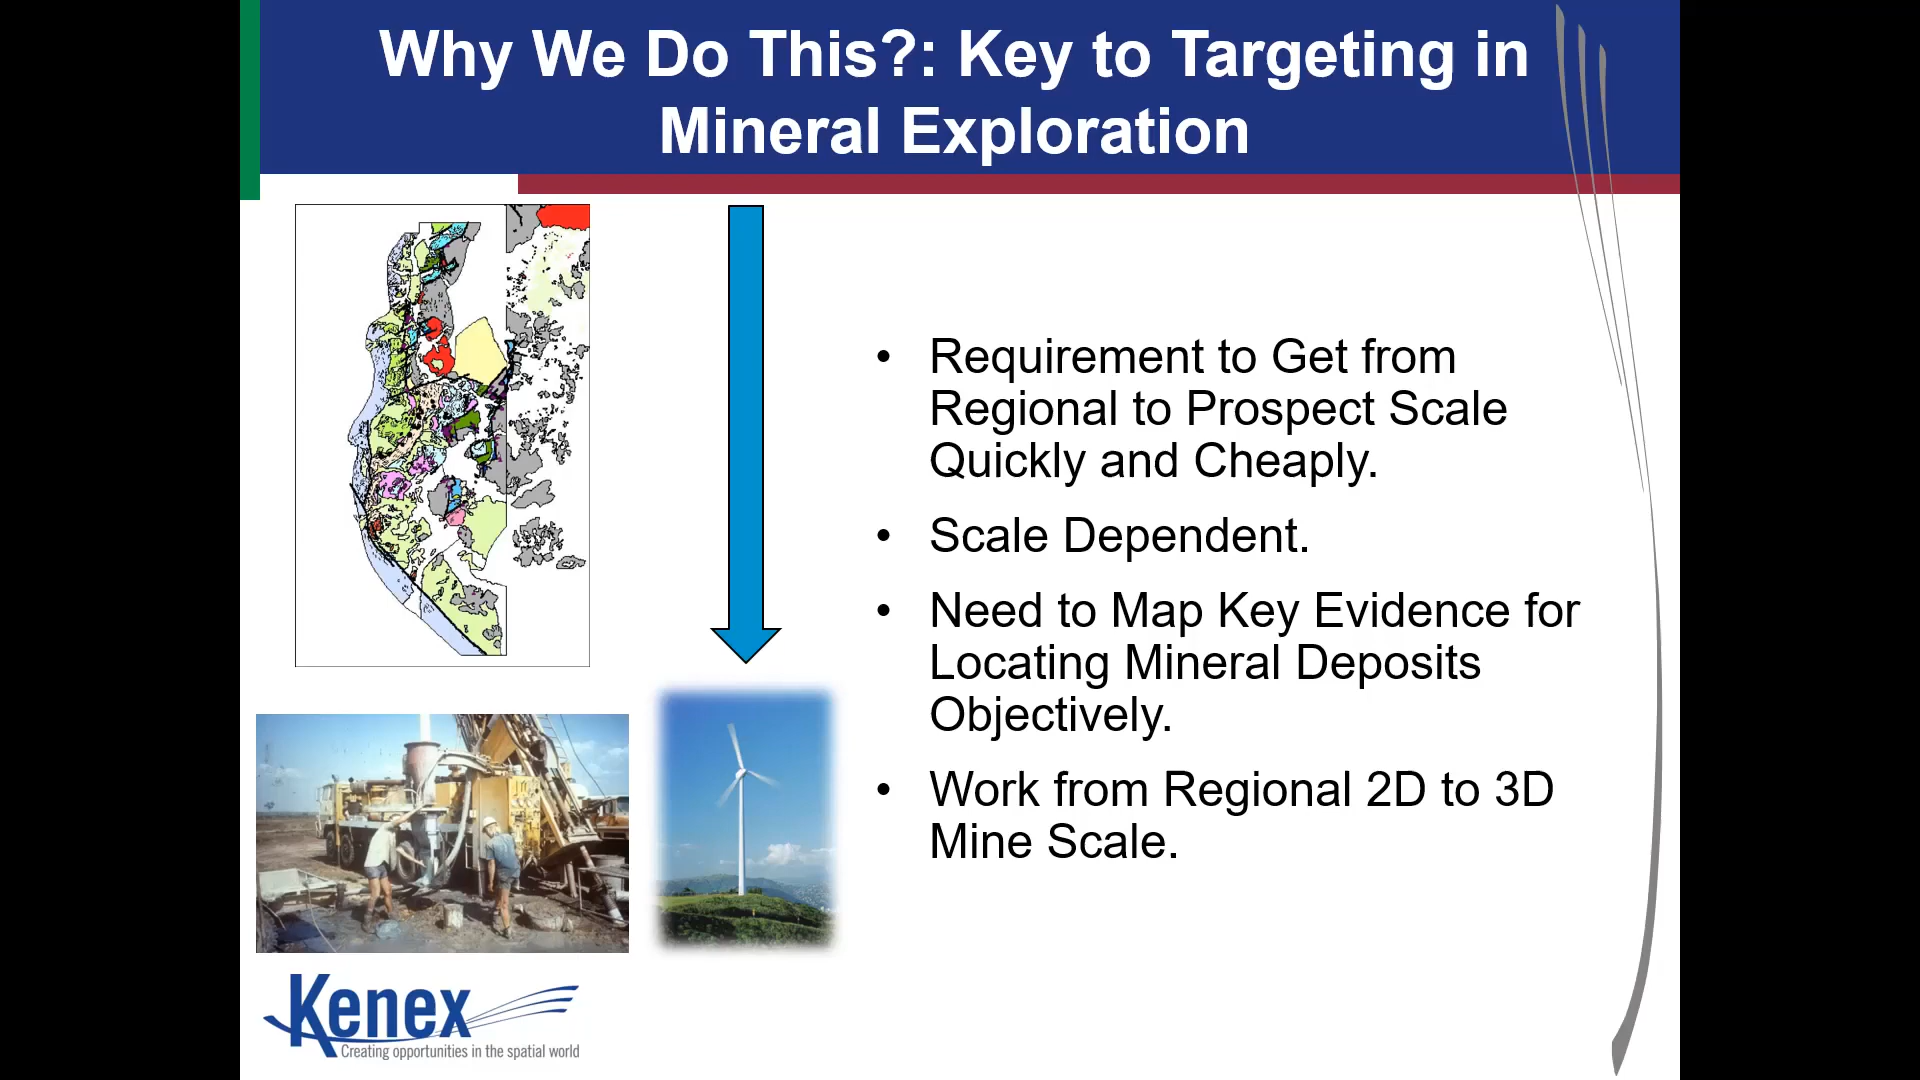 Why We Do This?: Key to Targeting in
Mineral Exploration
• Requirement to Get from
Regional to Prospect Scale
Quickly and Cheaply.
• Scale Dependent.
• Need to Map Key Evidence for
Locating Mineral Deposits
Objectively.
• Work from Regional 2D to 3D
Mine Scale.
Kenex
Creating opportunities in the spatial world